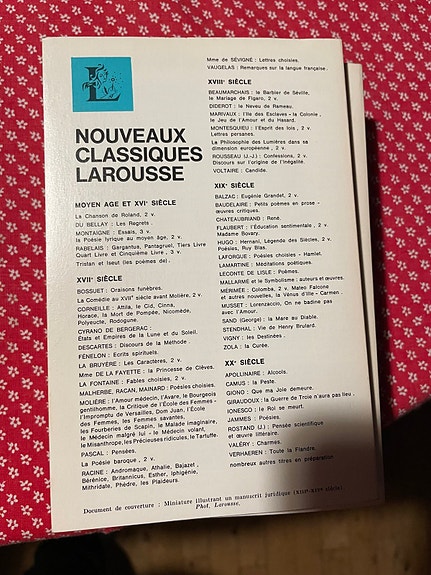 L
NOUVEAUX
CLASSIQUES
LAROUSSE
MOYEN AGE ET XVIe SIÈCLE
La Chanson de Roland, 2 v.
DU BELLAY : Les Regrets.
MONTAIGNE : Essais, 3 v.
la Poésie lyrique au moyen âge, 2 v.
RABELAIS : Gargantua, Pantagruel, Tiers Livre
Quart Livre et Cinquième Livre, 3 v.
Tristan et Iseut (les poèmes de).
XVIIe SIÈCLE
BOSSUET : Oraisons funèbres.
La Comédie au XVIIe siècle avant Molière, 2 v.
CORNEILLE : Attila, le Cid, Cinna,
Horace, la Mort de Pompée, Nicomède,
Polyeucte, Rodogune.
CYRANO DE BERGERAC :
États et Empires de la Lune et du Soleil.
DESCARTES : Discours de la Méthode.
FÉNELON : Écrits spirituels.
LA BRUYÈRE : Les Caractères, 2 v.
Mme DE LA FAYETTE : la Princesse de Clèves.
LA FONTAINE : Fables choisies, 2 v.
MALHERBE, RACAN, MAINARD : Poésies choisies.
MOLIÈRE : l'Amour médecin, l'Avare, le Bourgeois
gentilhomme, la Critique de l'École des Femmes -
l'Impromptu de Versailles, Dom Juan, l'École
des Femmes, les Femmes savantes,
les Fourberies de Scapin, le Malade imaginaire,
le Médecin malgré lui - le Médecin volant,
le Misanthrope, les Précieuses ridicules, le Tartuffe.
PASCAL : Pensées.
La Poésie baroque, 2 v.
RACINE : Andromaque, Athalie, Bajazet,
Bérénice, Britannicus, Esther, Iphigénie,
Mithridate, Phèdre, les Plaideurs.
Mme de SÉVIGNÉ : Lettres choisies.
VAUGELAS : Remarques sur la langue française.
XVIIIe SIÈCLE
BEAUMARCHAIS : le Barbier de Séville,
le Mariage de Figaro, 2 v.
DIDEROT : le Neveu de Rameau.
MARIVAUX : l'Ile des Esclaves - la Colonie,
le Jeu de l'Amour et du Hasard.
MONTESQUIEU : l'Esprit des lois, 2 v.
Lettres persanes.
La Philosophie des Lumières dans sa
dimension européenne, 2 v.
ROUSSEAU (J.-J.) : Confessions, 2 v.
Discours sur l'origine de l'Inégalité.
VOLTAIRE : Candide.
XIXe SIÈCLE
BALZAC : Eugénie Grandet, 2 v.
BAUDELAIRE : Petits poèmes en prose -
œuvres critiques.
CHATEAUBRIAND : René.
FLAUBERT : l'Éducation sentimentale, 2 v.
Madame Bovary.
HUGO : Hernani, Légende des Siècles, 2 v.
Poésies, Ruy Blas.
LAFORGUE : Poésies choisies - Hamlet.
LAMARTINE : Méditations poétiques.
LECONTE DE LISLE : Poèmes.
MALLARMÉ et le Symbolisme : auteurs et œuvres.
MÉRIMÉE : Colomba, 2 v. Mateo Falcone
et autres nouvelles, la Vénus d'Ille - Carmen.
MUSSET : Lorenzaccio, On ne badine pas
avec l'Amour.
SAND (George) : la Mare au Diable.
STENDHAL : Vie de Henry Brulard.
VIGNY : les Destinées.
ZOLA : la Curée.
XXe SIÈCLE
APOLLINAIRE : Alcools.
CAMUS : la Peste.
GIONO : Que ma Joie demeure.
GIRAUDOUX : la Guerre de Troie n'aura pas lieu.
IONESCO : le Roi se meurt.
JAMMES : Poésies.
ROSTAND (J.) : Pensée scientifique
et œuvre littéraire.
VALÉRY : Charmes.
VERHAEREN : Toute la Flandre
nombreux autres titres en préparation
Document de couverture : Miniature illustrant un manuscrit juridique (XIIIe-XIVe siècle).
Phot. Larousse.